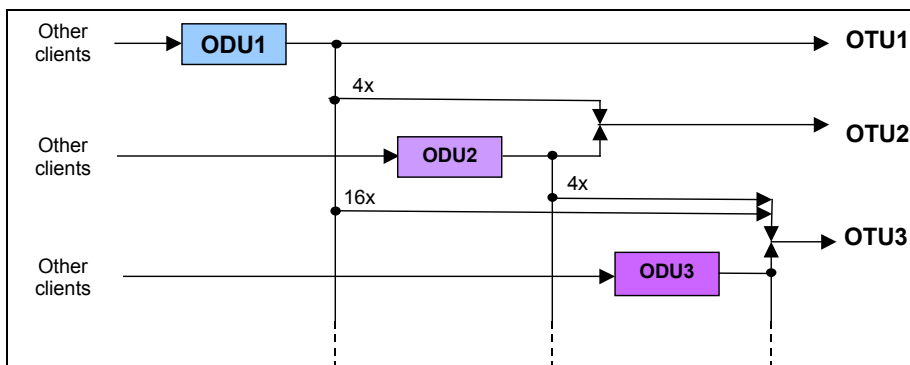 Other
clients
ODU1
OTU1
4x
OTU2
Other
clients
ODU2
4x
16x
OTU3
Other
clients
ODU3